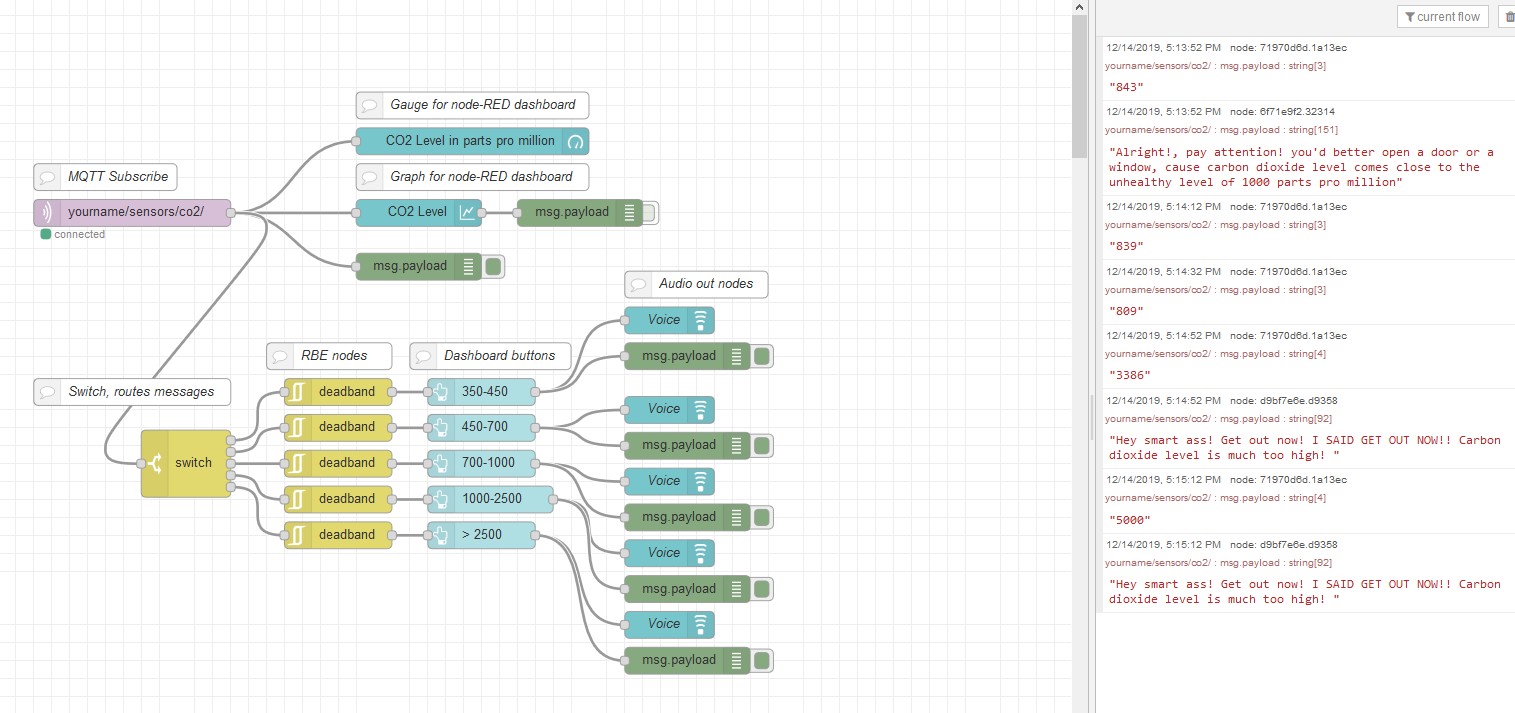 Gauge for node-RED dashboard
CO2 Level in parts pro million
MQTT Subscribe
Graph for node-RED dashboard
yourname/sensors/co2/
CO2 Level
msg.payload
connected
msg.payload
Audio out nodes
Voice
RBE nodes
Dashboard buttons
msg.payload
Switch, routes messages
deadband
350-450
Voice
deadband
450-700
msg.payload
switch
deadband
700-1000
Voice
deadband
1000-2500
msg.payload
deadband
> 2500
Voice
msg.payload
Voice
msg.payload
current flow
12/14/2019, 5:13:52 PM node: 71970d6d.1a13ec
yourname/sensors/co2/ : msg.payload : string[3]
"843"
12/14/2019, 5:13:52 PM node: 6f71e9f2.32314
yourname/sensors/co2/ : msg.payload : string[151]
"Alright!, pay attention! you'd better open a door or a
window, cause carbon dioxide level comes close to the
unhealthy level of 1000 parts pro million"
12/14/2019, 5:14:12 PM node: 71970d6d.1a13ec
yourname/sensors/co2/ : msg.payload : string[3]
"839"
12/14/2019, 5:14:32 PM node: 71970d6d.1a13ec
yourname/sensors/co2/ : msg.payload : string[3]
"809"
12/14/2019, 5:14:52 PM node: 71970d6d.1a13ec
yourname/sensors/co2/ : msg.payload : string[4]
"3386"
12/14/2019, 5:14:52 PM node: d9bf7e6e.d9358
yourname/sensors/co2/ : msg.payload : string[92]
"Hey smart ass! Get out now! I SAID GET OUT NOW!! Carbon
dioxide level is much too high! "
12/14/2019, 5:15:12 PM node: 71970d6d.1a13ec
yourname/sensors/co2/ : msg.payload : string[4]
"5000"
12/14/2019, 5:15:12 PM node: d9bf7e6e.d9358
yourname/sensors/co2/ : msg.payload : string[92]
"Hey smart ass! Get out now! I SAID GET OUT NOW!! Carbon
dioxide level is much too high! "